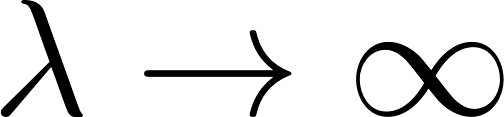 λ → ∞